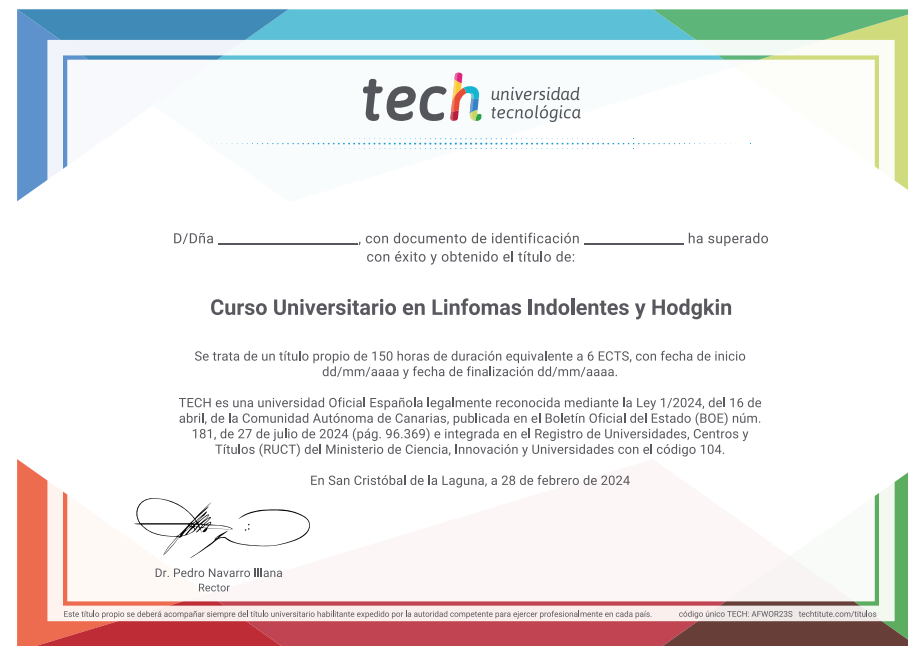 tech universidad
tecnológica
D/Dña ____________________, con documento de identificación ______________ ha superado
con éxito y obtenido el título de:
Curso Universitario en Linfomas Indolentes y Hodgkin
Se trata de un título propio de 150 horas de duración equivalente a 6 ECTS, con fecha de inicio
dd/mm/aaaa y fecha de finalización dd/mm/aaaa.
TECH es una universidad Oficial Española legalmente reconocida mediante la Ley 1/2024, del 16 de
abril, de la Comunidad Autónoma de Canarias, publicada en el Boletín Oficial del Estado (BOE) núm.
181, de 27 de julio de 2024 (pág. 96.369) e integrada en el Registro de Universidades, Centros y
Títulos (RUCT) del Ministerio de Ciencia, Innovación y Universidades con el código 104.
En San Cristóbal de la Laguna, a 28 de febrero de 2024
Dr. Pedro Navarro Illana
Rector
Este título propio se deberá acompañar siempre del título universitario habilitante expedido por la autoridad competente para ejercer profesionalmente en cada país. código único TECH: AFWOR23S techtitute.com/titulos